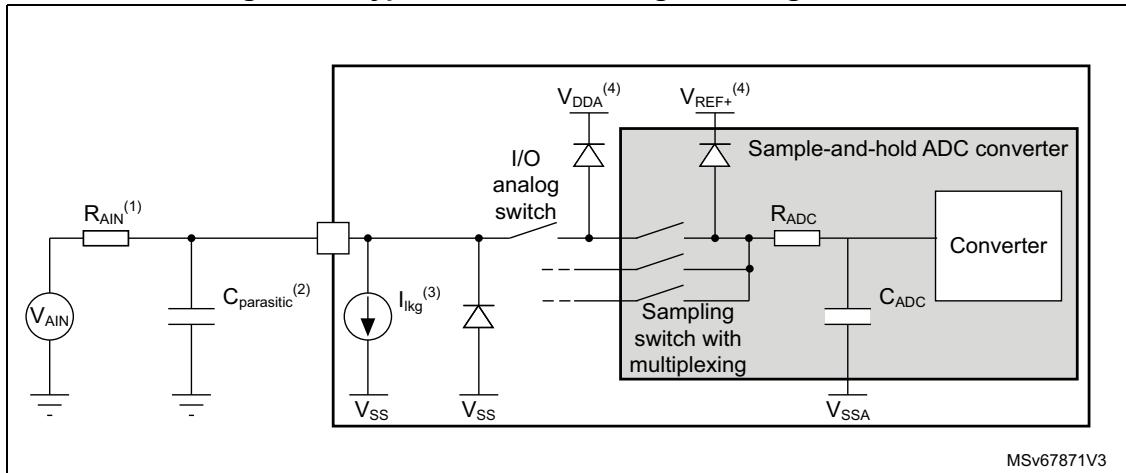 V_DDA(4)
V_REF+(4)
Sample-and-hold ADC converter
I/O
analog
switch
R_AIN(1)
R_ADC
Converter
C_parasitic(2)
I_lkg(3)
V_AIN
C_ADC
Sampling
switch with
multiplexing
V_SS
V_SS
V_SSA
MSv67871V3